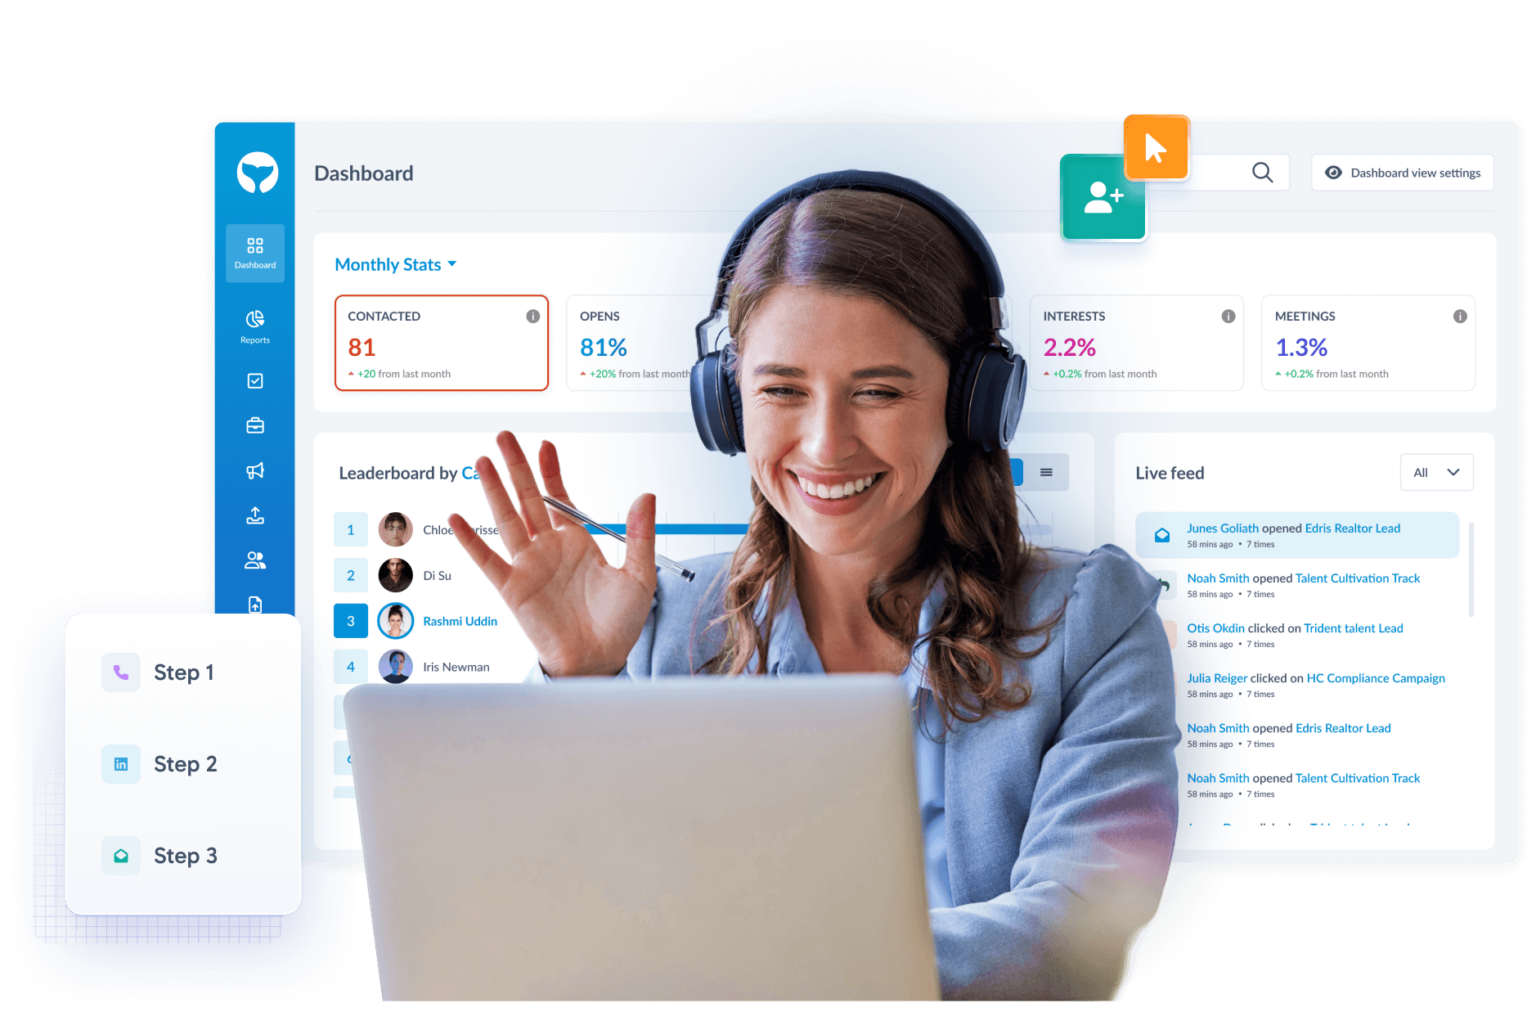 Dashboard
Dashboard view settings
Dashboard
Reports
Monthly Stats
CONTACTED
81
+20 from last month
OPENS
81%
+20% from last month
INTERESTS
2.2%
+0.2% from last month
MEETINGS
1.3%
+0.2% from last month
Leaderboard by
1
2 Di Su
3 Rashmi Uddin
4 Iris Newman
Live feed
All
Junes Goliath opened Edris Realtor Lead
58 mins ago • 7 times
Noah Smith opened Talent Cultivation Track
58 mins ago • 7 times
Otis Okdin clicked on Trident talent Lead
58 mins ago • 7 times
Julia Reiger clicked on HC Compliance Campaign
58 mins ago • 7 times
Noah Smith opened Edris Realtor Lead
58 mins ago • 7 times
Noah Smith opened Talent Cultivation Track
58 mins ago • 7 times
Step 1
Step 2
Step 3